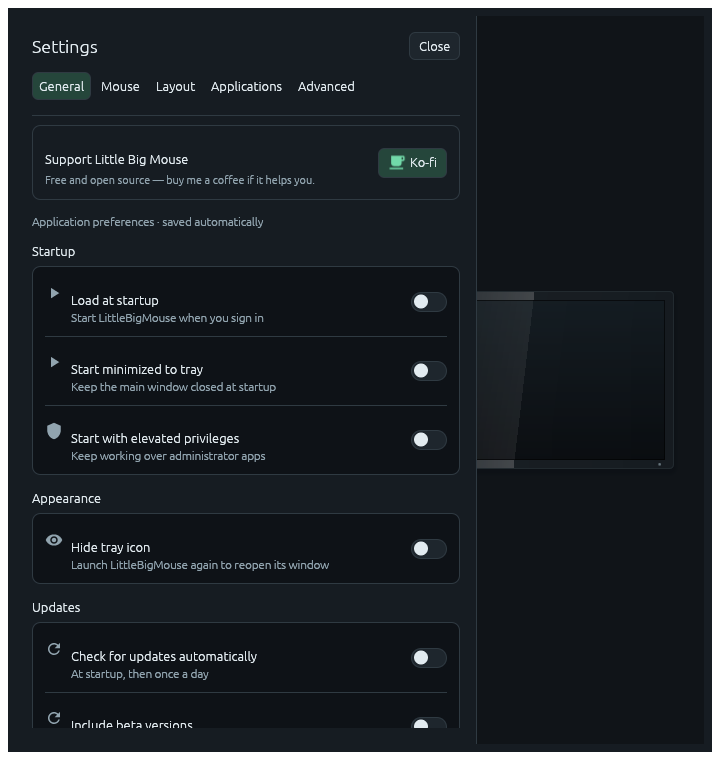 Settings
Close
General Mouse Layout Applications Advanced
Support Little Big Mouse
Free and open source — buy me a coffee if it helps you.
Ko-fi
Application preferences · saved automatically
Startup
Load at startup
Start LittleBigMouse when you sign in
Start minimized to tray
Keep the main window closed at startup
Start with elevated privileges
Keep working over administrator apps
Appearance
Hide tray icon
Launch LittleBigMouse again to reopen its window
Updates
Check for updates automatically
At startup, then once a day
Include beta versions